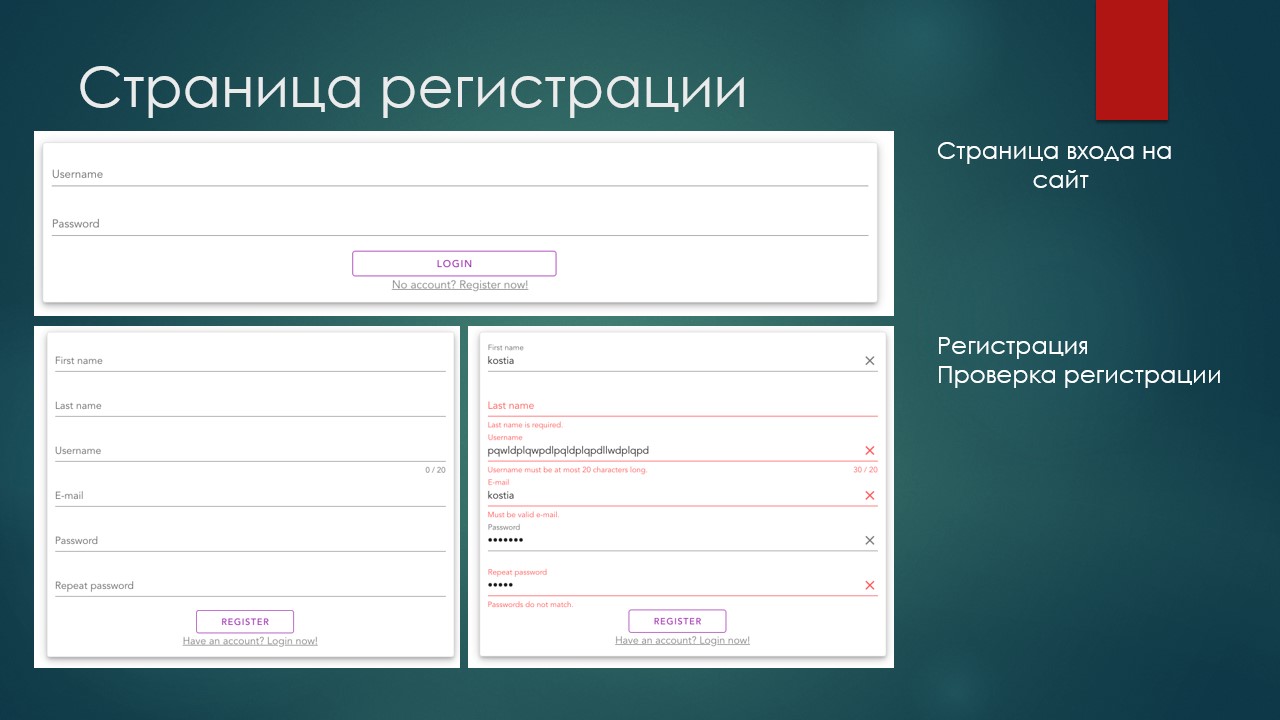 Страница регистрации
Страница входа на
сайт
Username
Password
LOGIN
No account? Register now!
Регистрация
Проверка регистрации
First name
Last name
Username
0 / 20
E-mail
Password
Repeat password
REGISTER
Have an account? Login now!
First name
kostia
Last name
Last name is required.
Username
pqwldplqwpdlpqldplqpdllwdplqpd
Username must be at most 20 characters long.
30 / 20
E-mail
kostia
Must be valid e-mail.
Password
•••••••
Repeat password
•••••
Passwords do not match.
REGISTER
Have an account? Login now!